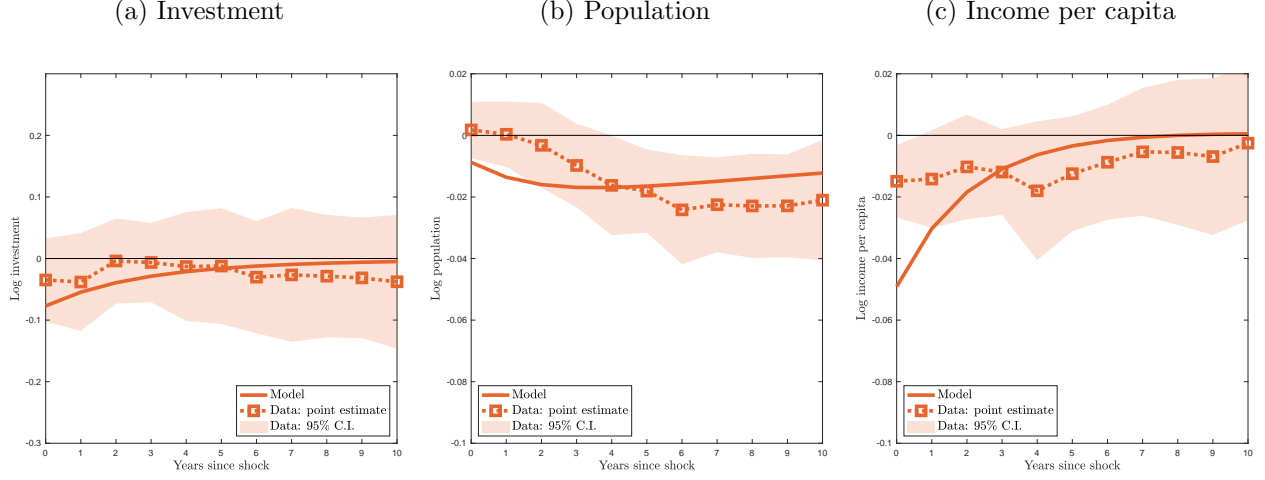 (a) Investment
(b) Population
(c) Income per capita
0.2
0.1
0
-0.1
-0.2
-0.3
Log investment
0 1 2 3 4 5 6 7 8 9 10
Years since shock
Model
Data: point estimate
Data: 95% C.I.
0.02
0
-0.02
-0.04
-0.06
-0.08
-0.1
Log population
0 1 2 3 4 5 6 7 8 9 10
Years since shock
Model
Data: point estimate
Data: 95% C.I.
0.02
0
-0.02
-0.04
-0.06
-0.08
-0.1
Log income per capita
0 1 2 3 4 5 6 7 8 9 10
Years since shock
Model
Data: point estimate
Data: 95% C.I.